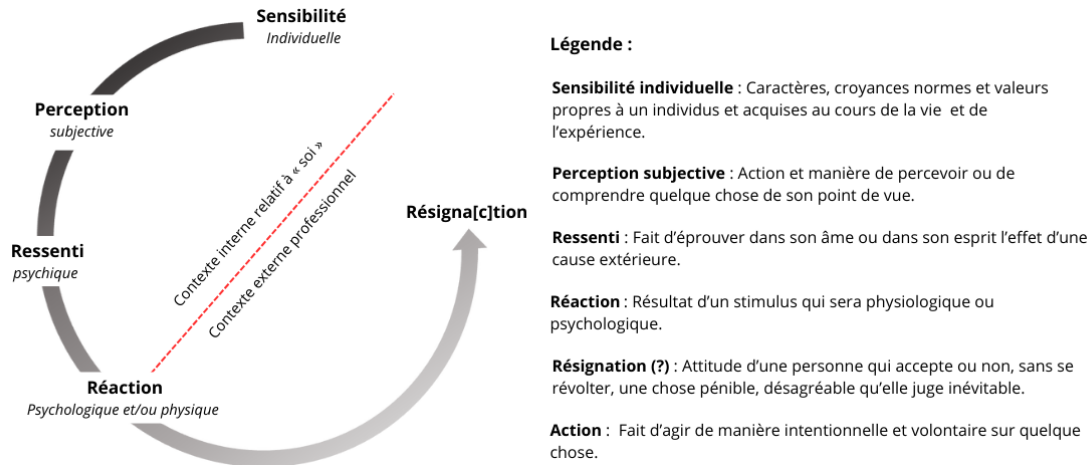 Sensibilité
Individuelle
Perception
subjective
Ressenti
psychique
Réaction
Psychologique et/ou physique
Contexte interne relatif à « soi »
Contexte externe professionnel
Résigna[c]tion
Légende :
Sensibilité individuelle : Caractères, croyances normes et valeurs
propres à un individus et acquises au cours de la vie et de
l’expérience.
Perception subjective : Action et manière de percevoir ou de
comprendre quelque chose de son point de vue.
Ressenti : Fait d’éprouver dans son âme ou dans son esprit l’effet d’une
cause extérieure.
Réaction : Résultat d’un stimulus qui sera physiologique ou
psychologique.
Résignation (?) : Attitude d’une personne qui accepte ou non, sans se
révolter, une chose pénible, désagréable qu’elle juge inévitable.
Action : Fait d’agir de manière intentionnelle et volontaire sur quelque
chose.